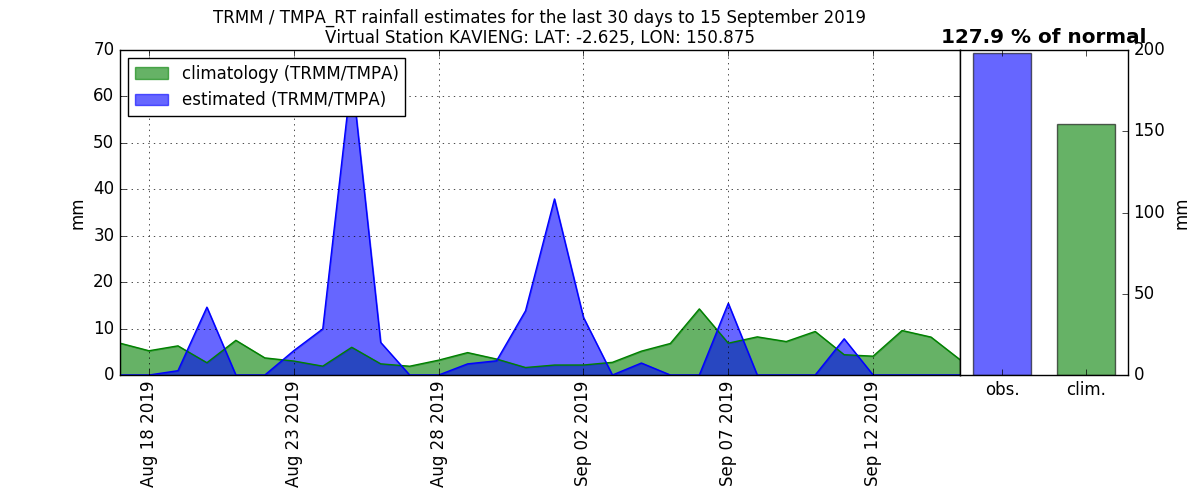 TRMM / TMPA_RT rainfall estimates for the last 30 days to 15 September 2019
Virtual Station KAVIENG: LAT: -2.625, LON: 150.875
127.9 % of normal
climatology (TRMM/TMPA)
estimated (TRMM/TMPA)
70
60
50
40
30
20
10
0
mm
Aug 18 2019
Aug 23 2019
Aug 28 2019
Sep 02 2019
Sep 07 2019
Sep 12 2019
obs.
clim.
200
150
100
50
0
mm